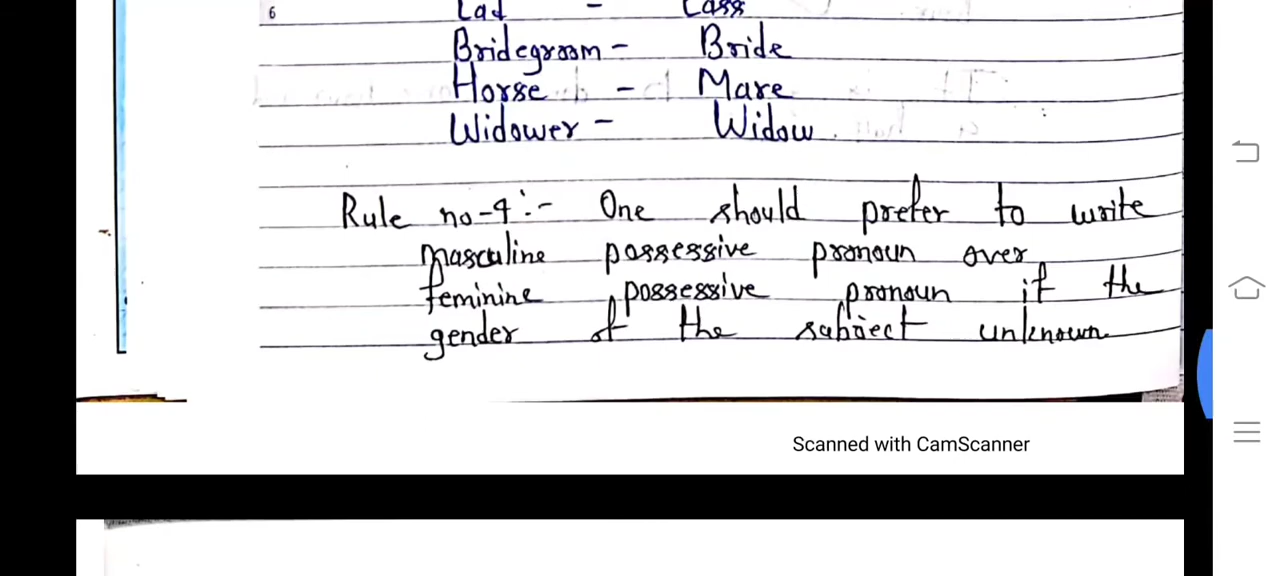 6
Lad - Lass
Bridegroom - Bride
Horse - Mare
Widower - Widow.
Rule no-4:- One should prefer to write
masculine possessive pronoun over
feminine possessive pronoun if the
gender of the subject unknown.
Scanned with CamScanner